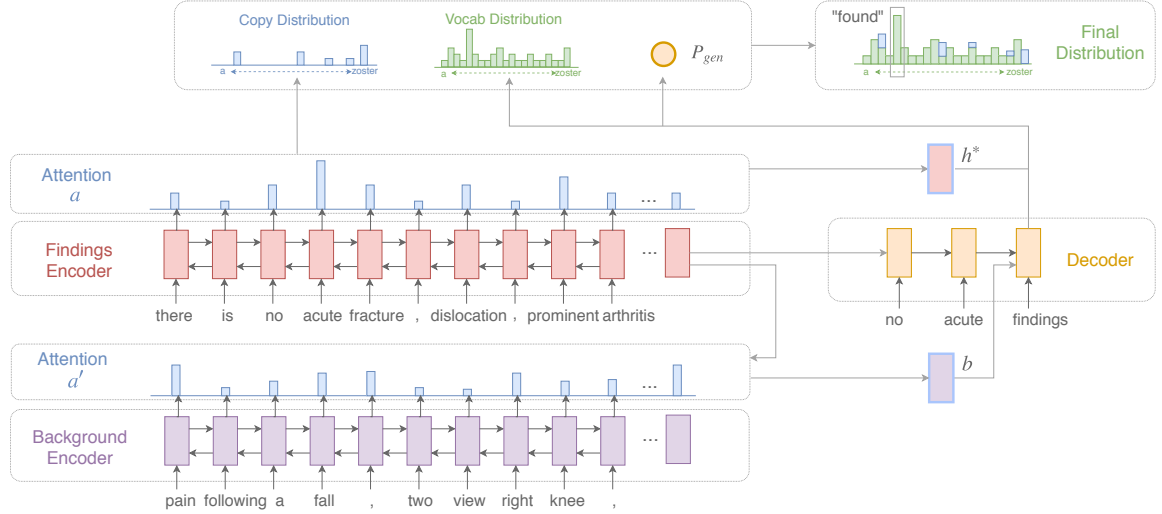 Copy Distribution
Vocab Distribution
a zoster
a zoster
P_gen
"found"
a zoster
Final
Distribution
Attention
a
...
h*
Findings
Encoder
...
there is no acute fracture , dislocation , prominent arthritis
Decoder
no acute findings
Attention
a′
...
b
Background
Encoder
...
pain following a fall , two view right knee ,